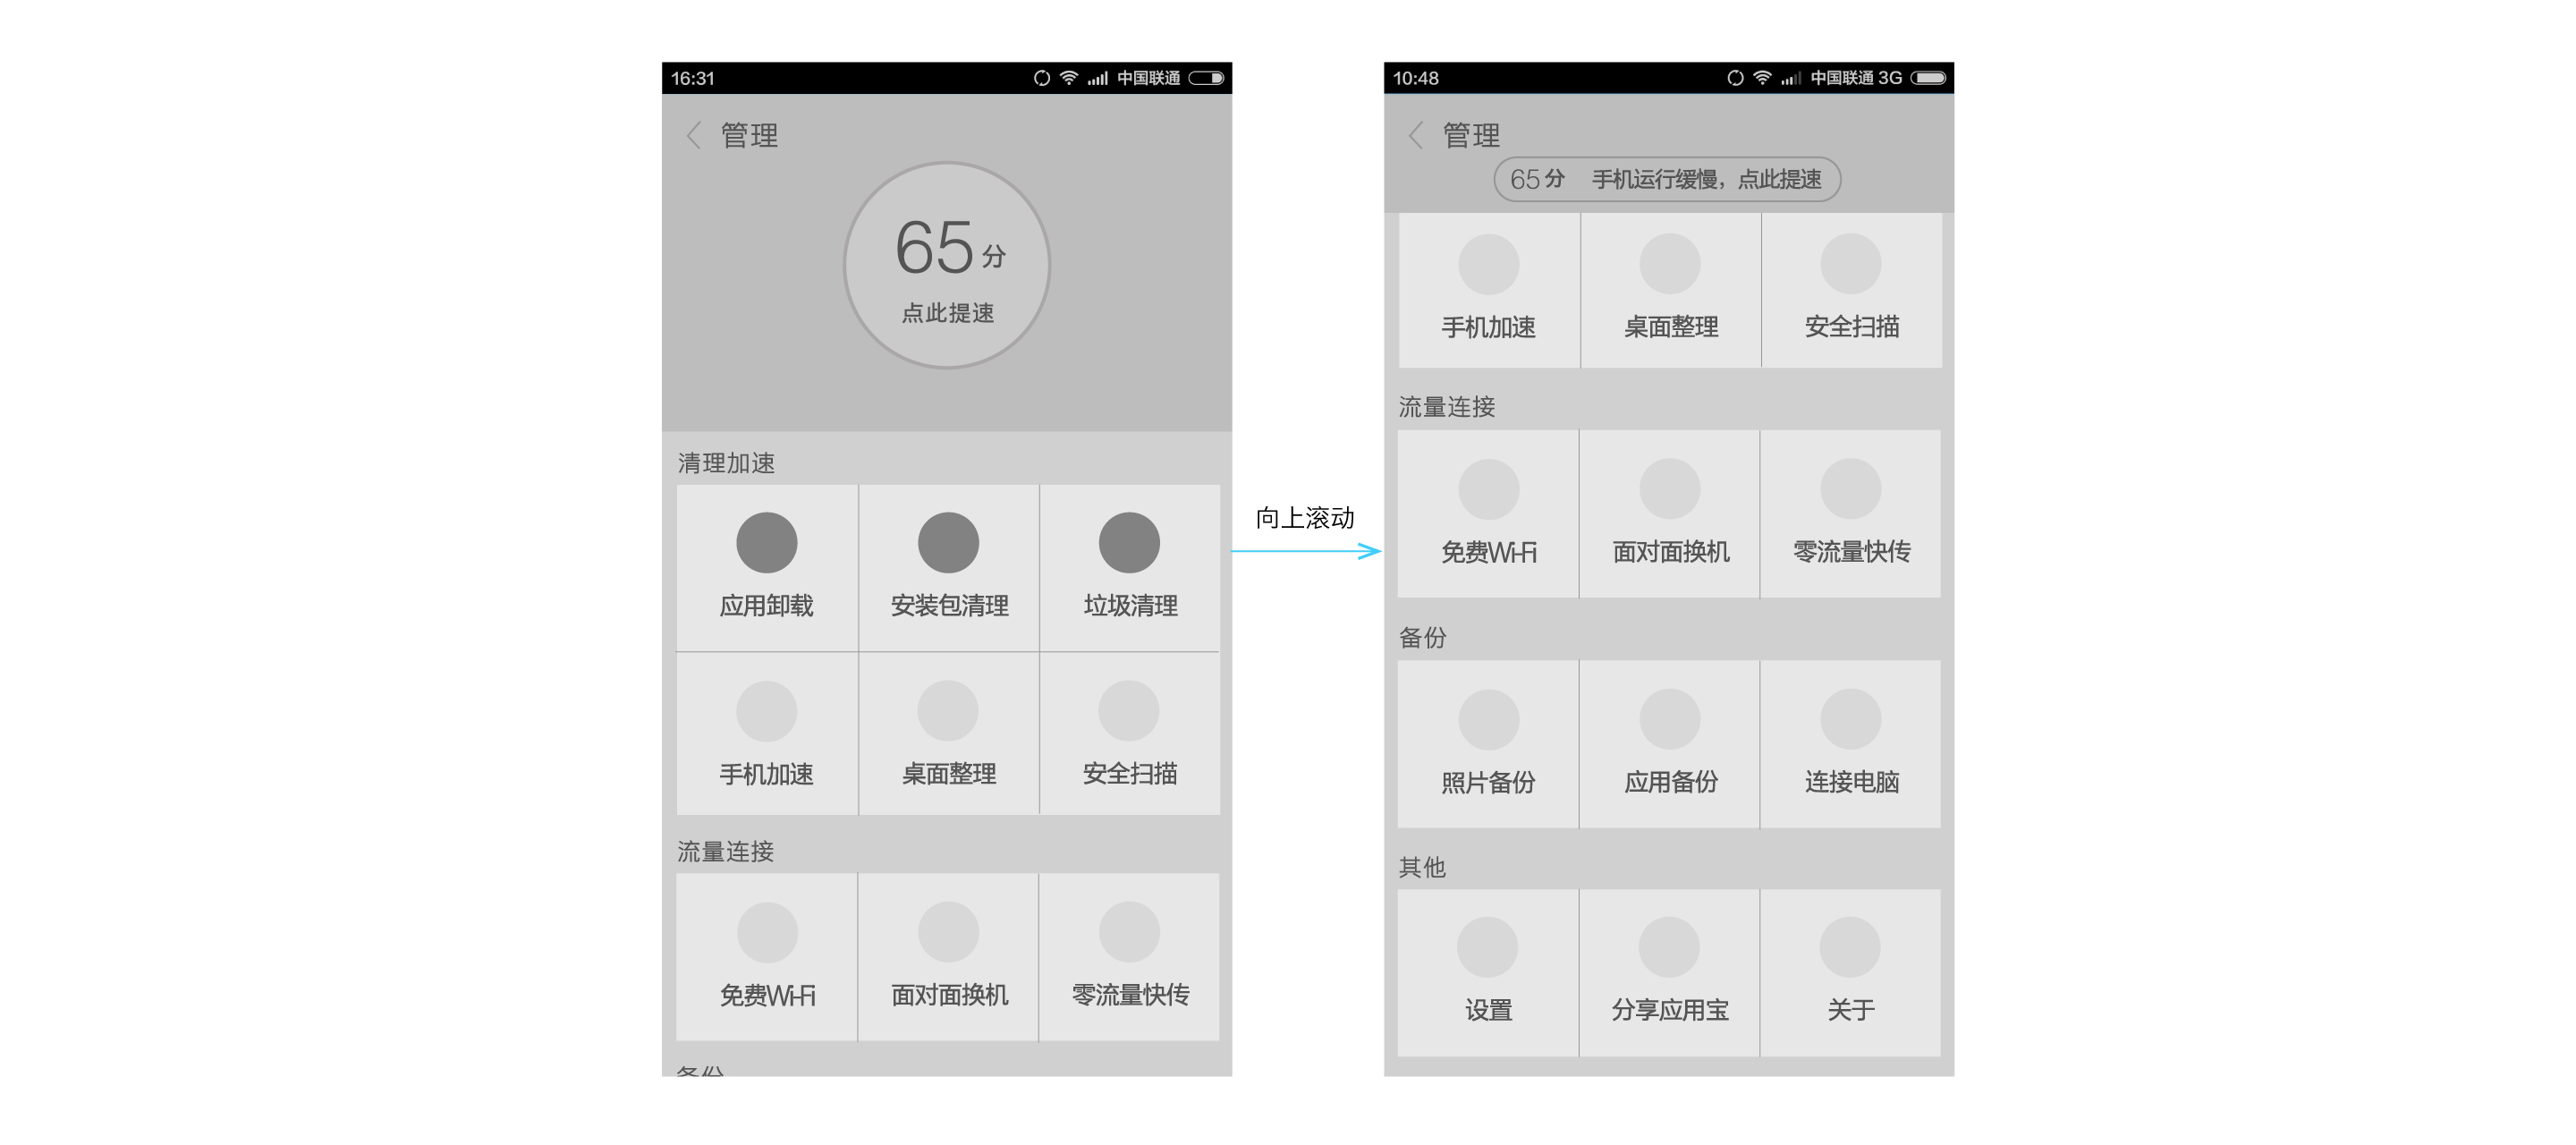 16:31 中国联通
管理
65 分
点此提速
清理加速
应用卸载 安装包清理 垃圾清理
手机加速 桌面整理 安全扫描
流量连接
免费Wi-Fi 面对面换机 零流量快传
备份
向上滚动
10:48 中国联通 3G
管理
65 分 手机运行缓慢，点此提速
手机加速 桌面整理 安全扫描
流量连接
免费Wi-Fi 面对面换机 零流量快传
备份
照片备份 应用备份 连接电脑
其他
设置 分享应用宝 关于